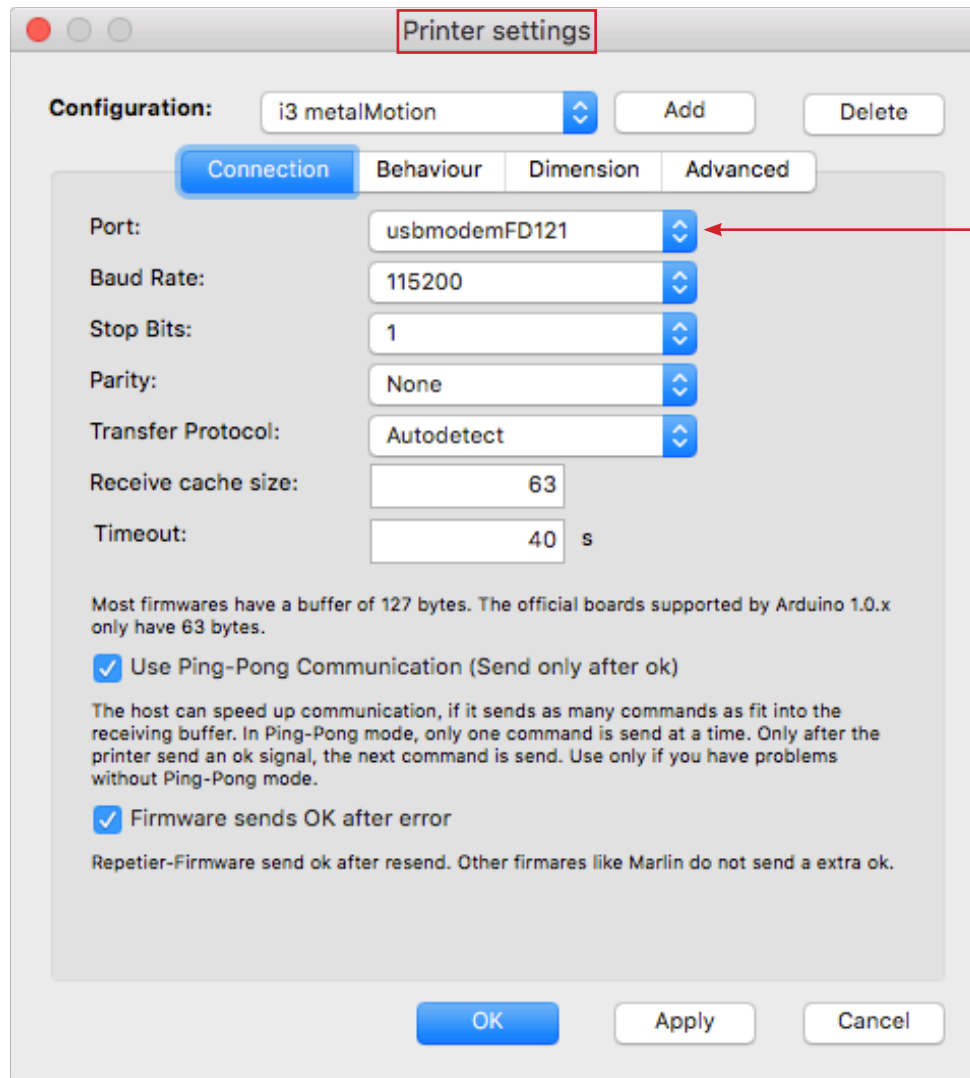 Printer settings
Configuration: i3 metalMotion Add Delete
Connection Behaviour Dimension Advanced
Port: usbmodemFD121
Baud Rate: 115200
Stop Bits: 1
Parity: None
Transfer Protocol: Autodetect
Receive cache size: 63
Timeout: 40 s
Most firmwares have a buffer of 127 bytes. The official boards supported by Arduino 1.0.x
only have 63 bytes.
Use Ping-Pong Communication (Send only after ok)
The host can speed up communication, if it sends as many commands as fit into the
receiving buffer. In Ping-Pong mode, only one command is send at a time. Only after the
printer send an ok signal, the next command is send. Use only if you have problems
without Ping-Pong mode.
Firmware sends OK after error
Repetier-Firmware send ok after resend. Other firmares like Marlin do not send a extra ok.
OK Apply Cancel